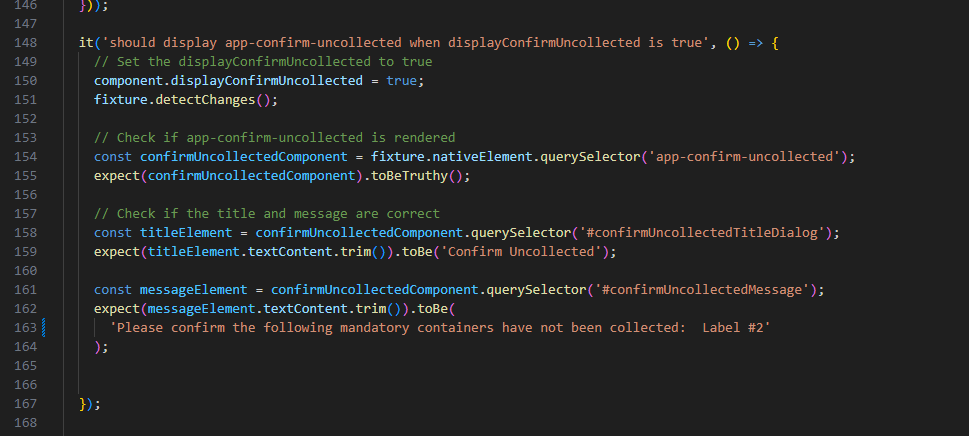 146 }));
147
148 it('should display app-confirm-uncollected when displayConfirmUncollected is true', () => {
149 // Set the displayConfirmUncollected to true
150 component.displayConfirmUncollected = true;
151 fixture.detectChanges();
152
153 // Check if app-confirm-uncollected is rendered
154 const confirmUncollectedComponent = fixture.nativeElement.querySelector('app-confirm-uncollected');
155 expect(confirmUncollectedComponent).toBeTruthy();
156
157 // Check if the title and message are correct
158 const titleElement = confirmUncollectedComponent.querySelector('#confirmUncollectedTitleDialog');
159 expect(titleElement.textContent.trim()).toBe('Confirm Uncollected');
160
161 const messageElement = confirmUncollectedComponent.querySelector('#confirmUncollectedMessage');
162 expect(messageElement.textContent.trim()).toBe(
163 'Please confirm the following mandatory containers have not been collected:  Label #2'
164 );
165
166
167 });
168